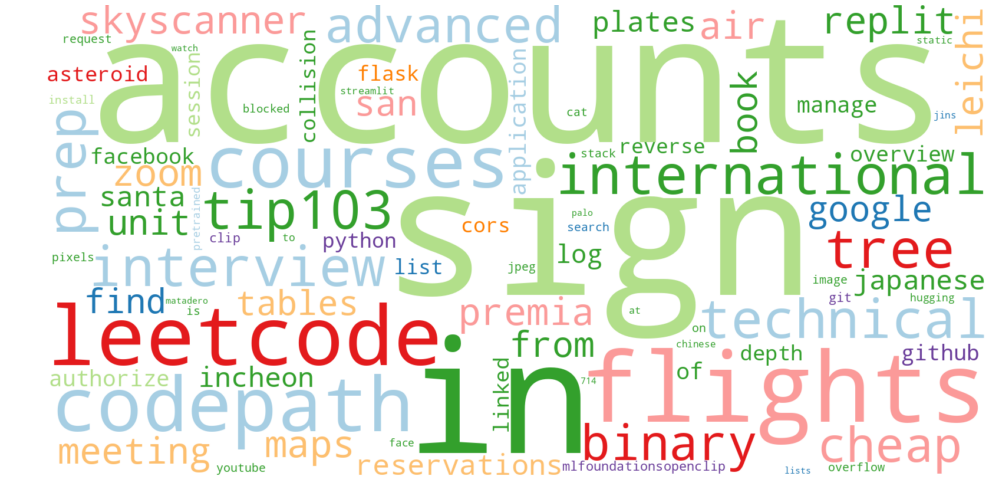 skyscanner
advanced
plates
air
replit
leichi
request
watch
static
accounts
asteroid
session
collision
flask
streamlit
san
application
cat
book
manage
jins
install
blocked
prep
facebook
zoom
courses
stack
reverse
overview
international
santa
unit
tip103
sign
google
pretrained
palo
search
clip
to
python
cors
tree
pixels
interview
list
jpeg
log
image
japanese
find
matadero
is
tables
premia
at
git
hugging
technical
on
leetcode
from
chinese
depth
github
authorize
incheon
linked
in
714
flights
of
codepath
meeting
maps
face
binary
cheap
youtube
reservations
mlfoundationsopenclip
lists
overflow